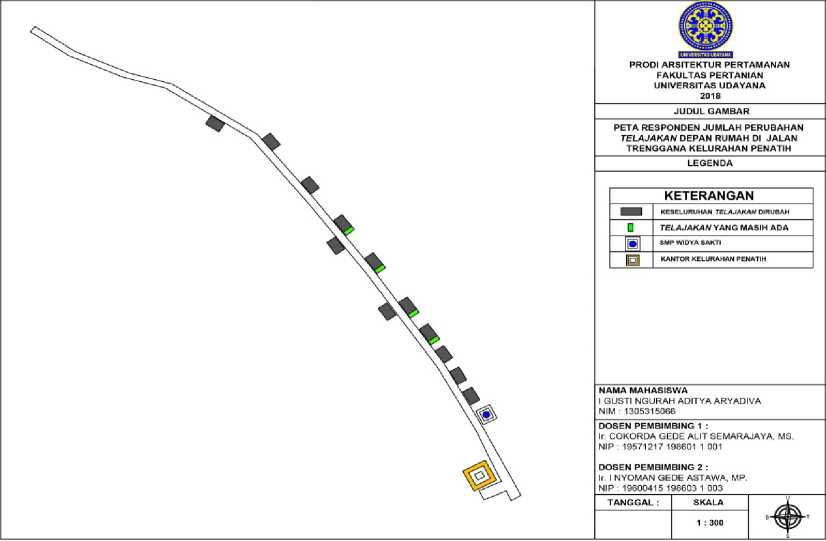 UNIVERSITAS UDAYANA
PRODI ARSITEKTUR PERTAMANAN
FAKULTAS PERTANIAN
UNIVERSITAS UDAYANA
2018
JUDUL GAMBAR
PETA RESPONDEN JUMLAH PERUBAHAN
TELAJAKAN DEPAN RUMAH DI JALAN
TRENGGANA KELURAHAN PENATIH
LEGENDA
KETERANGAN
KESELURUHAN TELAJAKAN DIRUBAH
TELAJAKAN YANG MASIH ADA
SMP WIDYA SAKTI
KANTOR KELURAHAN PENATIH
NAMA MAHASISWA
I GUSTI NGURAH ADITYA ARYADIVA
NIM : 1305315066
DOSEN PEMBIMBING 1 :
Ir. COKORDA GEDE ALIT SEMARAJAYA, MS.
NIP : 19571217 198601 1 001
DOSEN PEMBIMBING 2 :
Ir. I NYOMAN GEDE ASTAWA, MP.
NIP : 19600415 198603 1 003
TANGGAL :
SKALA
1 : 300
U
B
T
S